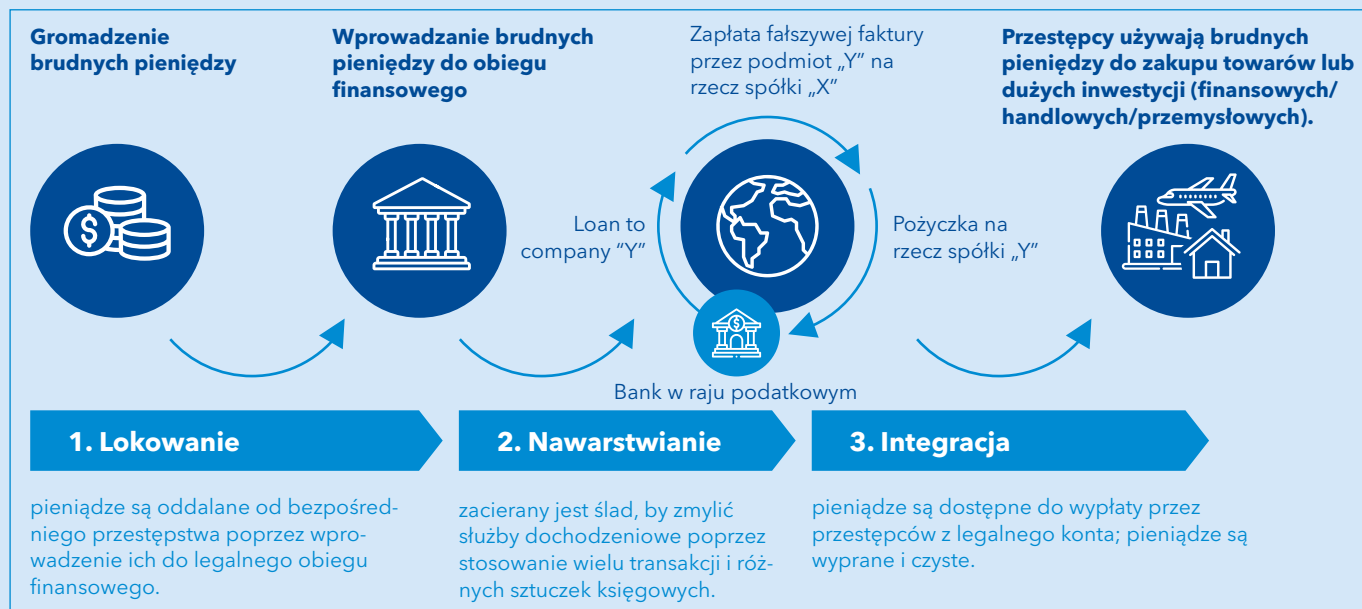 Gromadzenie
brudnych pieniędzy
Wprowadzanie brudnych
pieniędzy do obiegu
finansowego
Zapłata fałszywej faktury
przez podmiot „Y” na
rzecz spółki „X”
Przestępcy używają brudnych
pieniędzy do zakupu towarów lub
dużych inwestycji (finansowych/
handlowych/przemysłowych).
$
Loan to
company “Y”
Pożyczka na
rzecz spółki „Y”
$
Bank w raju podatkowym
1. Lokowanie
2. Nawarstwianie
3. Integracja
pieniądze są oddalane od bezpośred-
niego przestępstwa poprzez wpro-
wadzenie ich do legalnego obiegu
finansowego.
zacierany jest ślad, by zmylić
służby dochodzeniowe poprzez
stosowanie wielu transakcji i róż-
nych sztuczek księgowych.
pieniądze są dostępne do wypłaty przez
przestępców z legalnego konta; pieniądze są
wyprane i czyste.